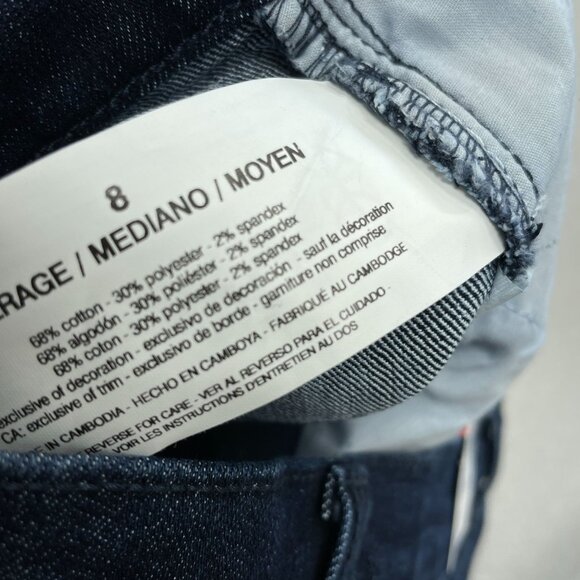 8
ERAGE / MEDIANO / MOYEN
68% cotton - 30% polyester - 2% spandex
68% algodón - 30% poliéster - 2% spandex
68% coton - 30% polyester - 2% spandex
exclusive of decoration - exclusivo de decoración - sauf la décoration
CA: exclusive of trim - exclusivo de borde - garniture non comprise
E IN CAMBODIA - HECHO EN CAMBOYA - FABRIQUÉ AU CAMBODGE
REVERSE FOR CARE - VER AL REVERSO PARA EL CUIDADO -
VOIR LES INSTRUCTIONS D'ENTRETIEN AU DOS